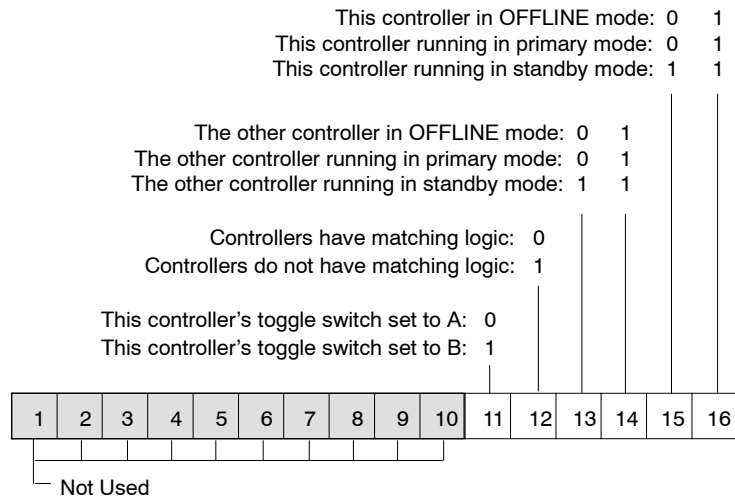 This controller in OFFLINE mode: 0 1
This controller running in primary mode: 0 1
This controller running in standby mode: 1 1
The other controller in OFFLINE mode: 0 1
The other controller running in primary mode: 0 1
The other controller running in standby mode: 1 1
Controllers have matching logic: 0
Controllers do not have matching logic: 1
This controller's toggle switch set to A: 0
This controller's toggle switch set to B: 1
1 2 3 4 5 6 7 8 9 10 11 12 13 14 15 16
Not Used